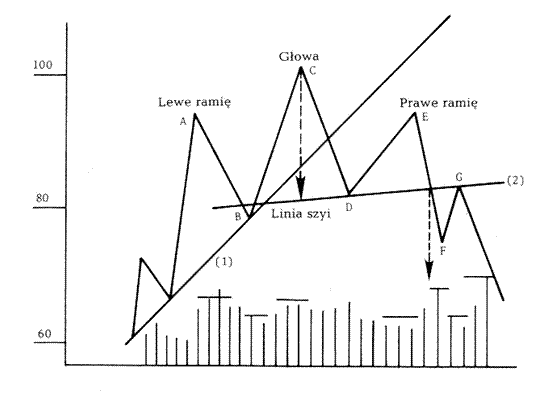 100
Głowa
C
Lewe ramię
A
Prawe ramię
E
80
B
Linia szyi
D
G
(2)
F
(1)
60